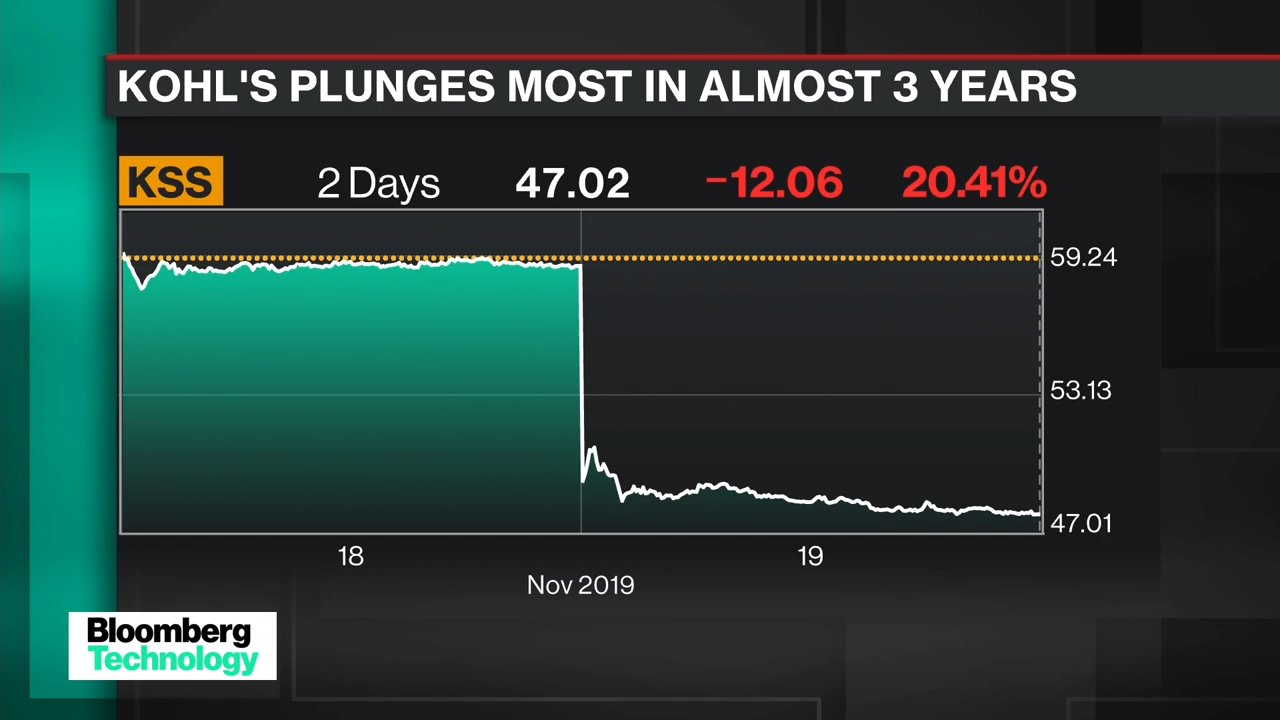 KOHL'S PLUNGES MOST IN ALMOST 3 YEARS
KSS 2 Days 47.02 −12.06 20.41%
59.24
53.13
47.01
18 19
Nov 2019
Bloomberg
Technology